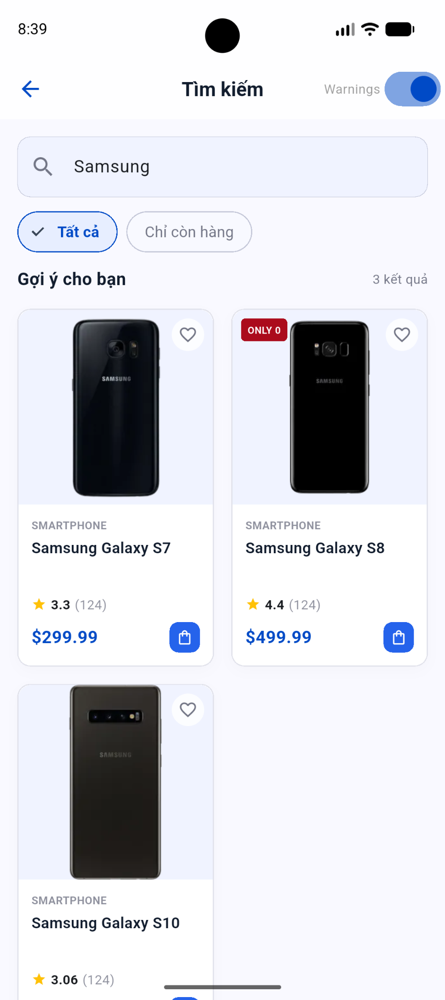 8:39
Tìm kiếm
Warnings
Samsung
Tất cả
Chỉ còn hàng
Gợi ý cho bạn
3 kết quả
SAMSUNG
ONLY 0
SAMSUNG
SMARTPHONE
Samsung Galaxy S7
3.3 (124)
$299.99
SMARTPHONE
Samsung Galaxy S8
4.4 (124)
$499.99
SAMSUNG
SMARTPHONE
Samsung Galaxy S10
3.06 (124)